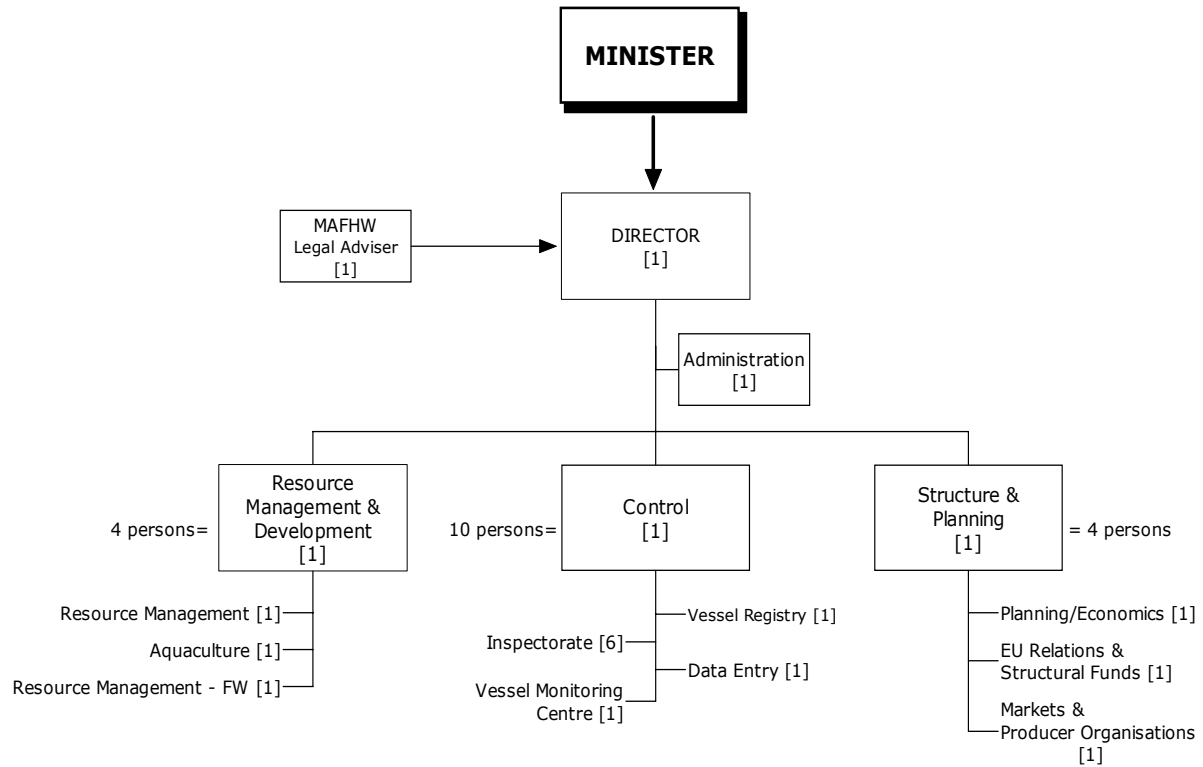 MINISTER
MAFHW
Legal Adviser
[1]
DIRECTOR
[1]
Administration
[1]
4 persons=
Resource
Management &
Development
[1]
10 persons=
Control
[1]
Structure &
Planning
[1]
= 4 persons
Resource Management [1]
Aquaculture [1]
Resource Management - FW [1]
Vessel Registry [1]
Inspectorate [6]
Data Entry [1]
Vessel Monitoring
Centre [1]
Planning/Economics [1]
EU Relations &
Structural Funds [1]
Markets &
Producer Organisations
[1]